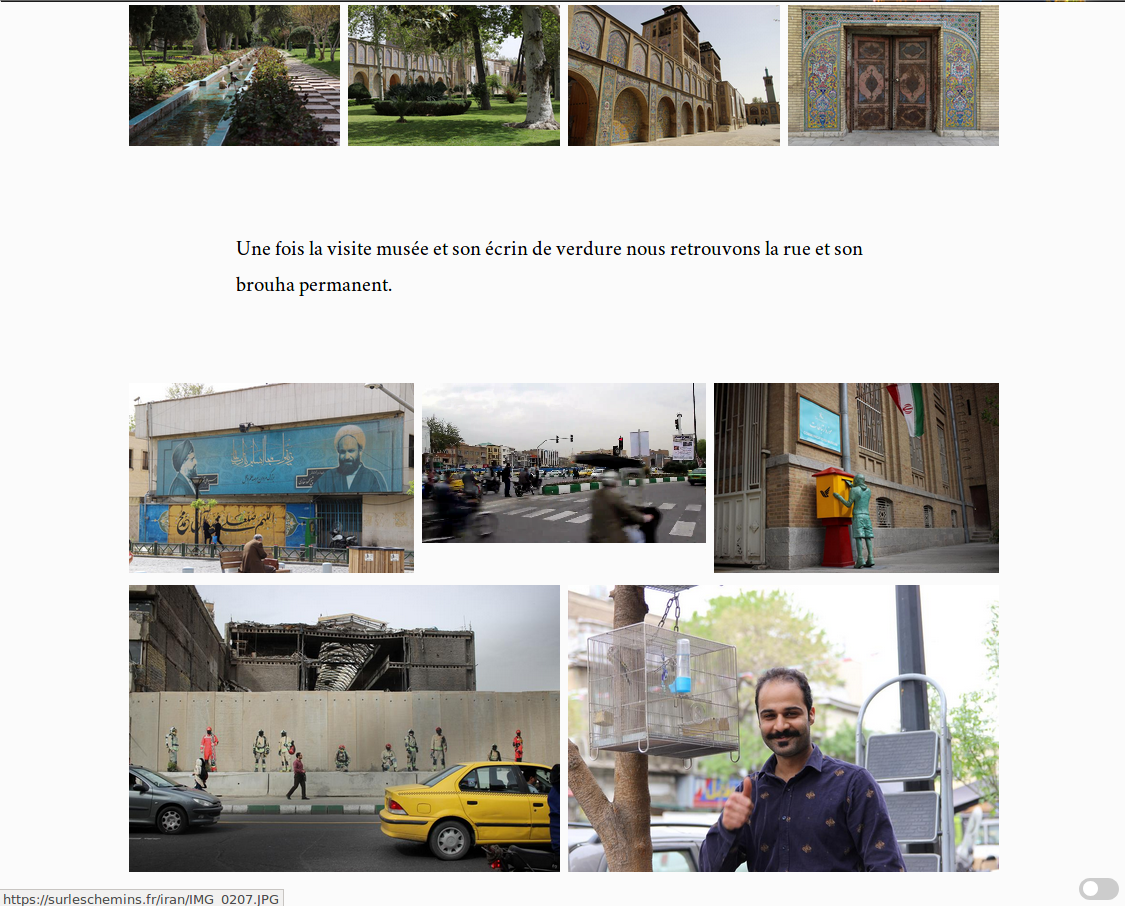 Une fois la visite musée et son écrin de verdure nous retrouvons la rue et son
brouha permanent.
https://surleschemins.fr/iran/IMG_0207.JPG